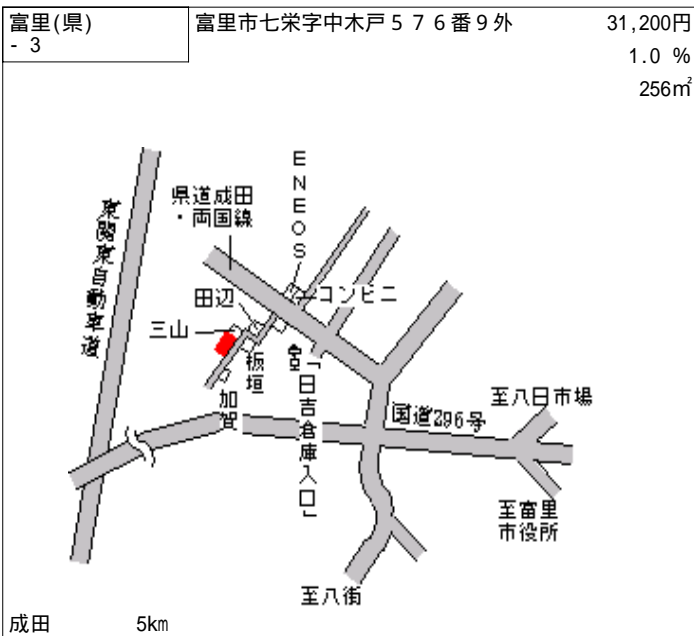 富里(県)
- 3
富里市七栄字中木戸５７６番９外
31,200円
1.0 %
256㎡
ENEOS
県道成田
・両国線
東関東自動車道
コンビニ
田辺
三山
板垣
加賀
「日吉倉庫入口」
国道296号
至八日市場
至富里
市役所
至八街
成田 5㎞